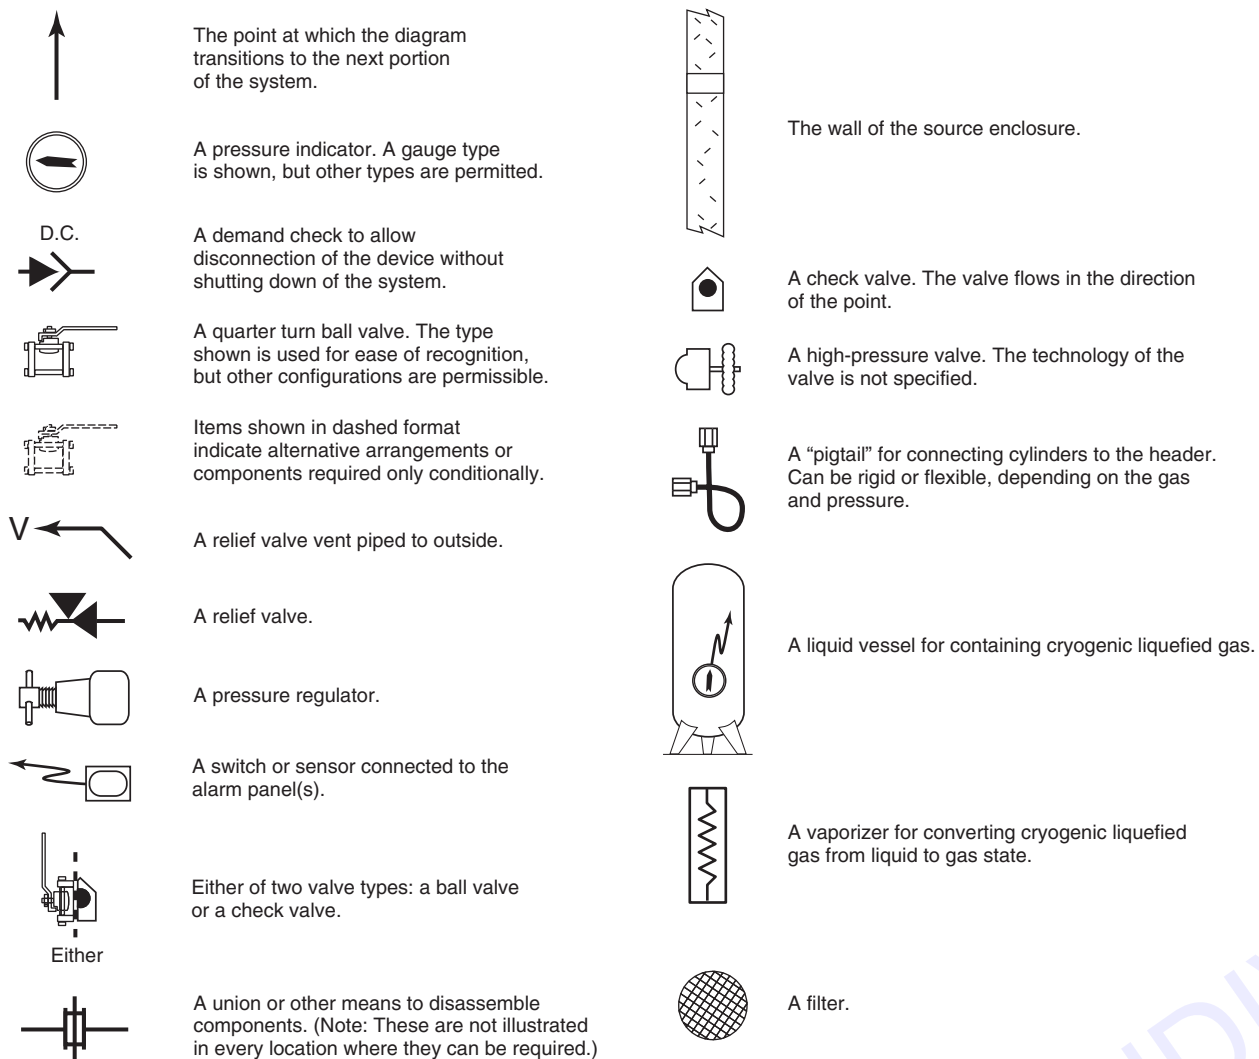 The point at which the diagram
transitions to the next portion
of the system.
A pressure indicator. A gauge type
is shown, but other types are permitted.
D.C.
A demand check to allow
disconnection of the device without
shutting down of the system.
A quarter turn ball valve. The type
shown is used for ease of recognition,
but other configurations are permissible.
Items shown in dashed format
indicate alternative arrangements or
components required only conditionally.
V
A relief valve vent piped to outside.
A relief valve.
A pressure regulator.
A switch or sensor connected to the
alarm panel(s).
Either of two valve types: a ball valve
or a check valve.
Either
A union or other means to disassemble
components. (Note: These are not illustrated
in every location where they can be required.)
The wall of the source enclosure.
A check valve. The valve flows in the direction
of the point.
A high-pressure valve. The technology of the
valve is not specified.
A “pigtail” for connecting cylinders to the header.
Can be rigid or flexible, depending on the gas
and pressure.
A liquid vessel for containing cryogenic liquefied gas.
A vaporizer for converting cryogenic liquefied
gas from liquid to gas state.
A filter.